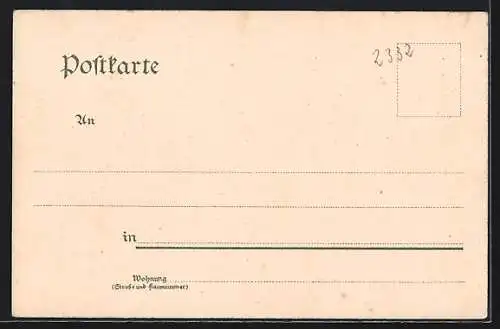 Postkarte
2332
An
in
Wohnung
(Straße und Hausnummer)